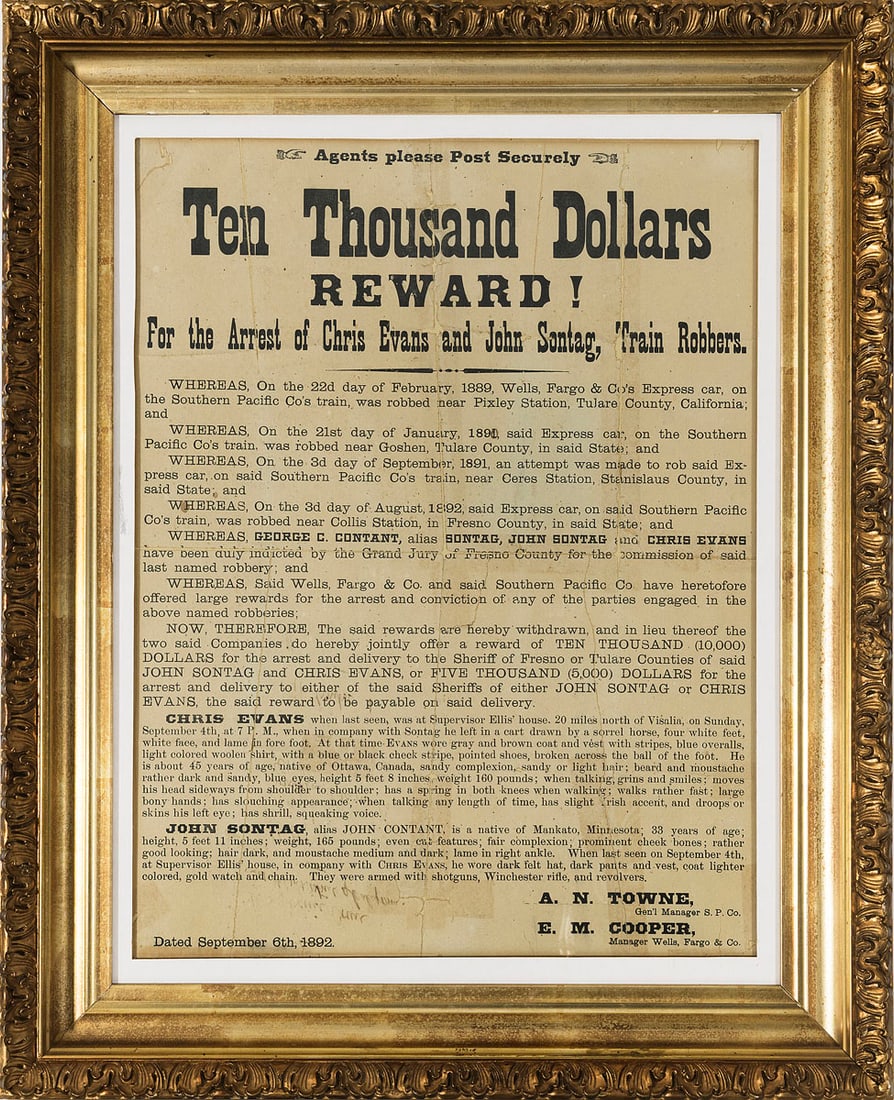 Agents please Post Securely
Ten Thousand Dollars
REWARD!
For the Arrest of Chris Evans and John Sontag, Train Robbers.
WHEREAS, On the 22d day of February, 1889, Wells, Fargo & Co's Express car, on
the Southern Pacific Co's train, was robbed near Pixley Station, Tulare County, California;
and
WHEREAS, On the 21st day of January, said Express car, on the Southern
Pacific Co's train, was robbed near Goshen, Tulare County, in said State; and
WHEREAS, On the 3d day of September, 1891, an attempt was made to rob said Ex-
press car, on said Southern Pacific Co's train, near Ceres Station, Stanislaus County, in
said State; and
WHEREAS, On the 3d day of August, 1892, said Express car, on said Southern Pacific
Co's train, was robbed near Collis Station, in Fresno County, in said State; and
WHEREAS, GEORGE C. CONTANT, alias SONTAG, JOHN SONTAG and CHRIS EVANS
have been duly indicted by the Grand Jury of Fresno County for the commission of said
last named robbery; and
WHEREAS, Said Wells, Fargo & Co. and said Southern Pacific Co have heretofore
offered large rewards for the arrest and conviction of any of the parties engaged in the
above named robberies;
NOW, THEREFORE, The said rewards are hereby withdrawn, and in lieu thereof the
two said Companies do hereby jointly offer a reward of TEN THOUSAND (10,000)
DOLLARS for the arrest and delivery to the Sheriff of Fresno or Tulare Counties of said
JOHN SONTAG and CHRIS EVANS, or FIVE THOUSAND (5,000) DOLLARS for the
arrest and delivery to either of the said Sheriffs of either JOHN SONTAG or CHRIS
EVANS, the said reward to be payable on said delivery.
CHRIS EVANS when last seen, was at Supervisor Ellis' house. 20 miles north of Visalia, on Sunday,
September 4th, at 7 P. M., when in company with Sontag he left in a cart drawn by a sorrel horse, four white feet,
white face, and lame in fore foot. At that time EVANS wore gray and brown coat and vest with stripes, blue overalls,
light colored woolen shirt, with a blue or black check stripe, pointed shoes, broken across the ball of the foot. He
is about 45 years of age, native of Ottawa, Canada, sandy complexion, sandy or light hair; beard and moustache
rather dark and sandy, blue eyes, height 5 feet 8 inches, weight 160 pounds; when talking, grins and smiles; moves
his head sideways from shoulder to shoulder; has a spring in both knees when walking; walks rather fast; large
bony hands; has slouching appearance; when talking any length of time, has slight Irish accent, and droops or
skins his left eye; has shrill, squeaking voice.
JOHN SONTAG, alias JOHN CONTANT, is a native of Mankato, Minnesota; 33 years of age;
height, 5 feet 11 inches; weight, 165 pounds; even cut features; fair complexion; prominent cheek bones; rather
good looking; hair dark, and moustache medium and dark; lame in right ankle. When last seen on September 4th,
at Supervisor Ellis' house, in company with CHRIS EVANS, he wore dark felt hat, dark pants and vest, coat lighter
colored, gold watch and chain. They were armed with shotguns, Winchester rifle, and revolvers.
A. N. TOWNE,
Gen'l Manager S. P. Co.
E. M. COOPER,
Manager Wells, Fargo & Co.
Dated September 6th, 1892.